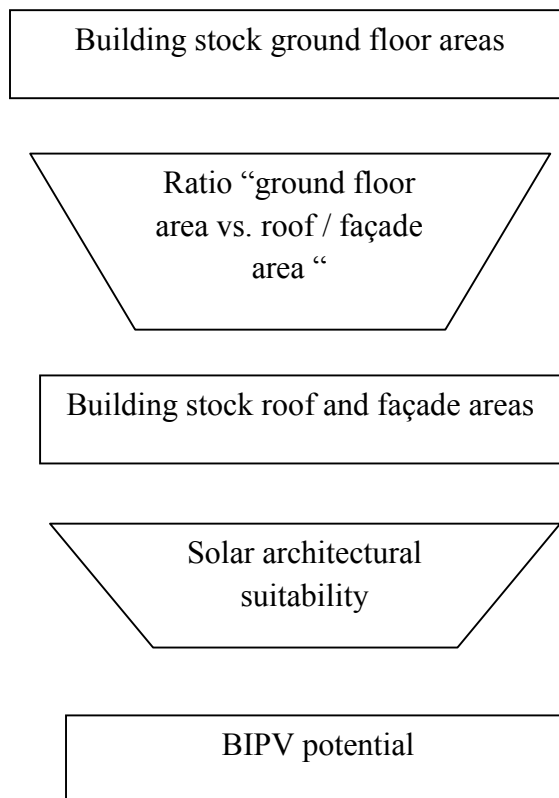 Building stock ground floor areas
Ratio “ground floor
area vs. roof / façade
area “
Building stock roof and façade areas
Solar architectural
suitability
BIPV potential